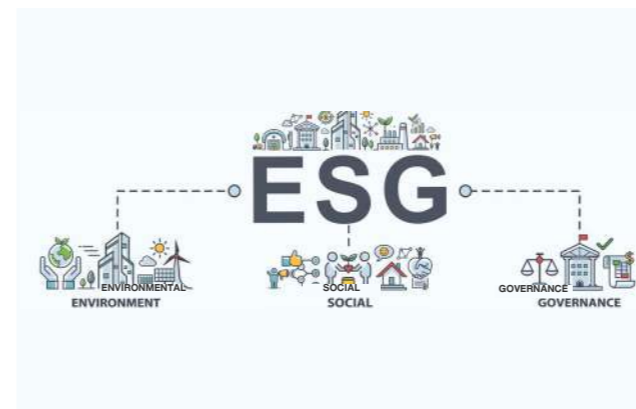 ESG
ENVIRONMENTAL
ENVIRONMENT
SOCIAL
SOCIAL
GOVERNANCE
GOVERNANCE